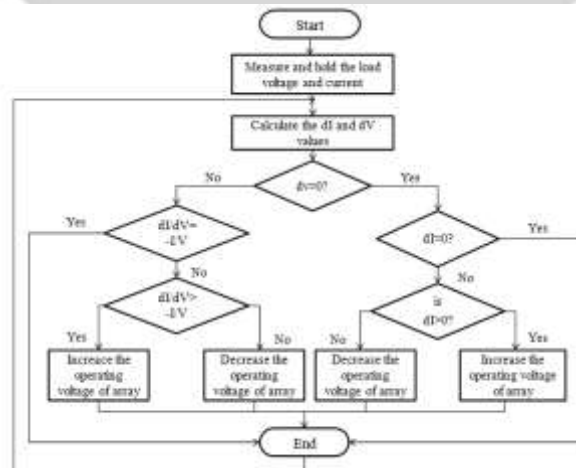 Start
Measure and hold the load
voltage and current
Calculate the dI and dV
values
No
dv=0?
Yes
Yes
dI/dV=
-I/V
dI=0?
Yes
No
No
dI/dV>
-I/V
is
dI>0?
Yes
No
No
Yes
Increace the
operating
voltage of array
Decrease the
operating
voltage of array
Decrease the
operating
voltage of array
Increase the
operating voltage
of array
End